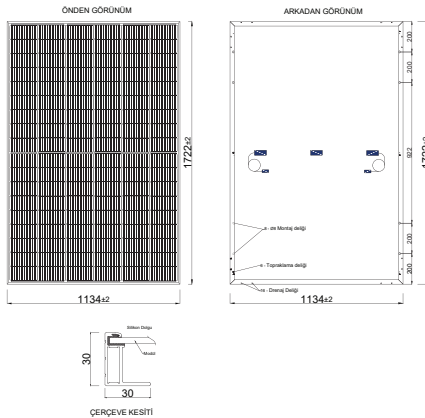 ÖNDEN GÖRÜNÜM
ARKADAN GÖRÜNÜM
200
200
1722±2
922
200
200
Montaj deliği
Topraklama deliği
Drenaj Deliği
1134±2
1134±2
Silikon Dolgu
Modül
30
30
ÇERÇEVE KESİTİ